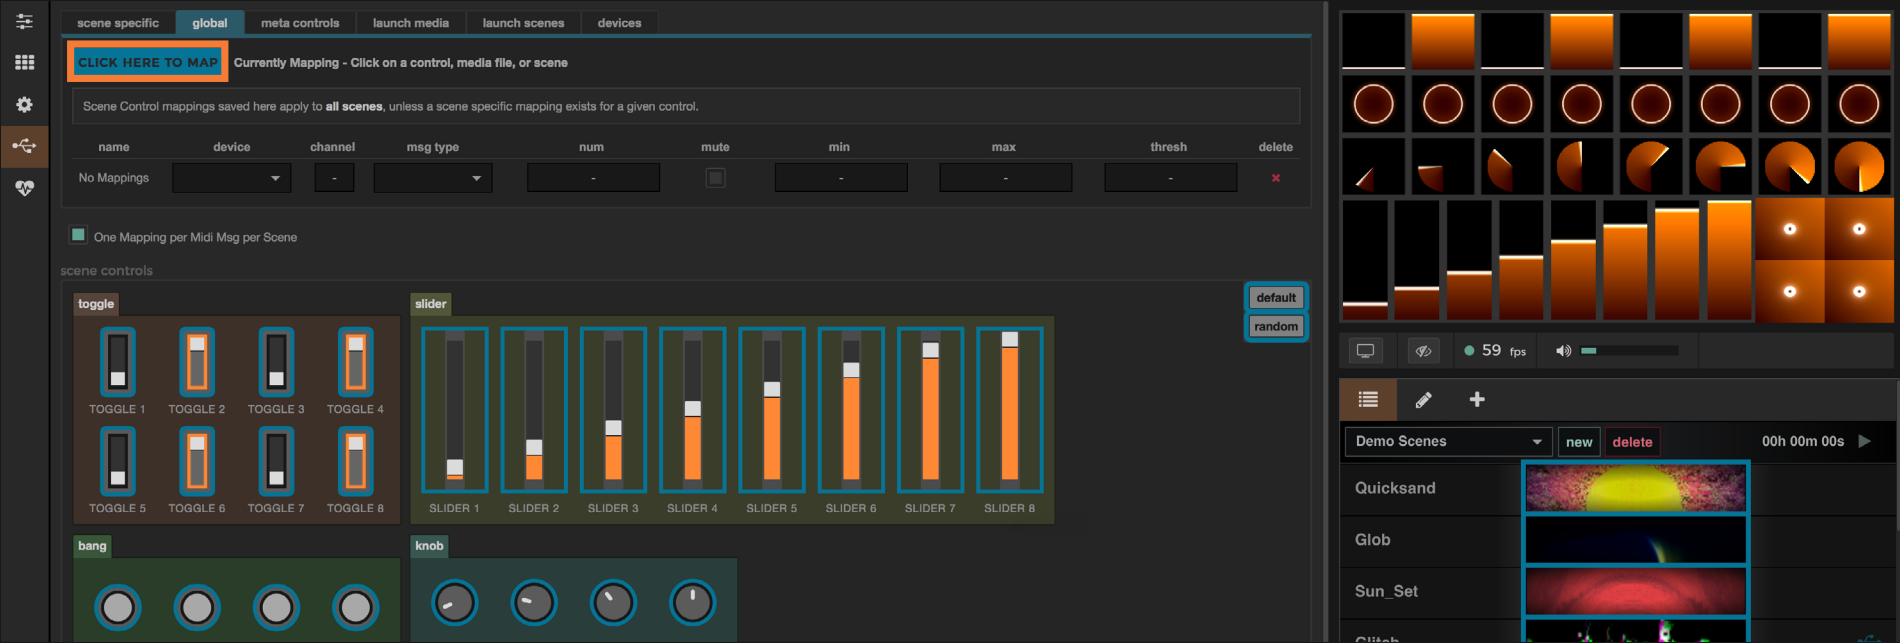 scene specific global meta controls launch media launch scenes devices
CLICK HERE TO MAP Currently Mapping - Click on a control, media file, or scene
Scene Control mappings saved here apply to all scenes, unless a scene specific mapping exists for a given control.
name device channel msg type num mute min max thresh delete
No Mappings - - - - -
One Mapping per Midi Msg per Scene
scene controls
toggle
TOGGLE 1 TOGGLE 2 TOGGLE 3 TOGGLE 4
TOGGLE 5 TOGGLE 6 TOGGLE 7 TOGGLE 8
slider
SLIDER 1 SLIDER 2 SLIDER 3 SLIDER 4 SLIDER 5 SLIDER 6 SLIDER 7 SLIDER 8
default
random
bang
knob
59 fps
Demo Scenes new delete 00h 00m 00s
Quicksand
Glob
Sun_Set
Glitch